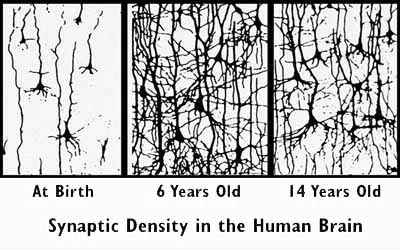 At Birth 6 Years Old 14 Years Old
Synaptic Density in the Human Brain